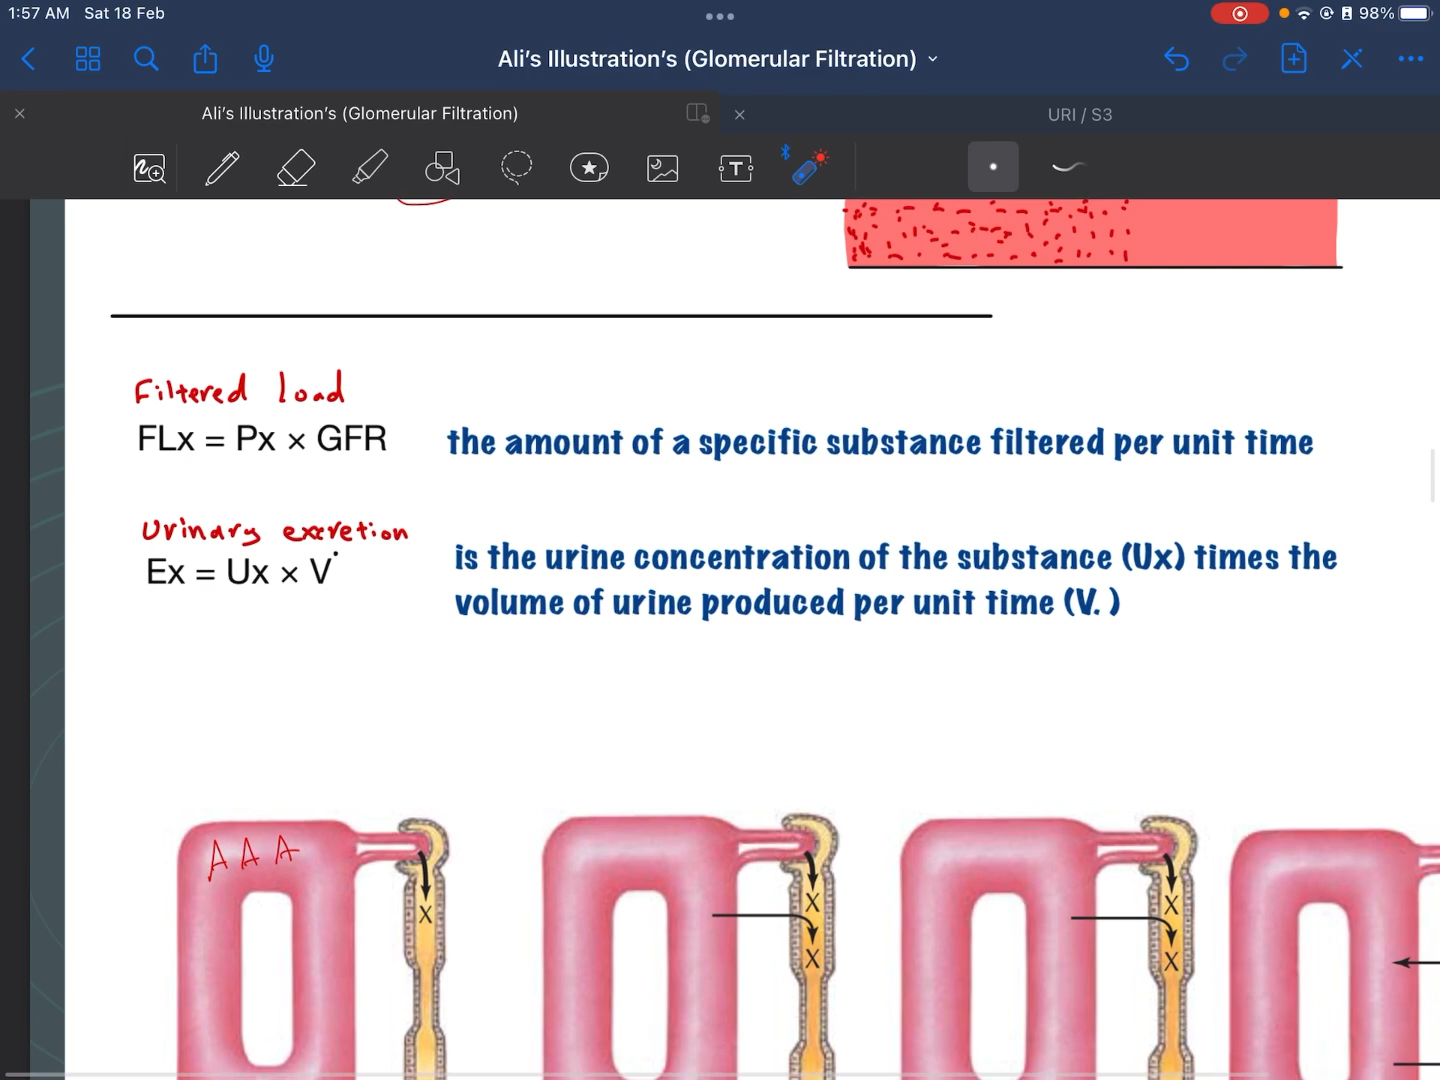 1:57 AM Sat 18 Feb
98%
Ali's Illustration's (Glomerular Filtration)
Ali's Illustration's (Glomerular Filtration)
URI / S3
T
Filtered load
FLx = Px × GFR
the amount of a specific substance filtered per unit time
Urinary excretion
Ex = Ux × V̇
is the urine concentration of the substance (Ux) times the
volume of urine produced per unit time (V. )
A A A
X
X
X
X
X